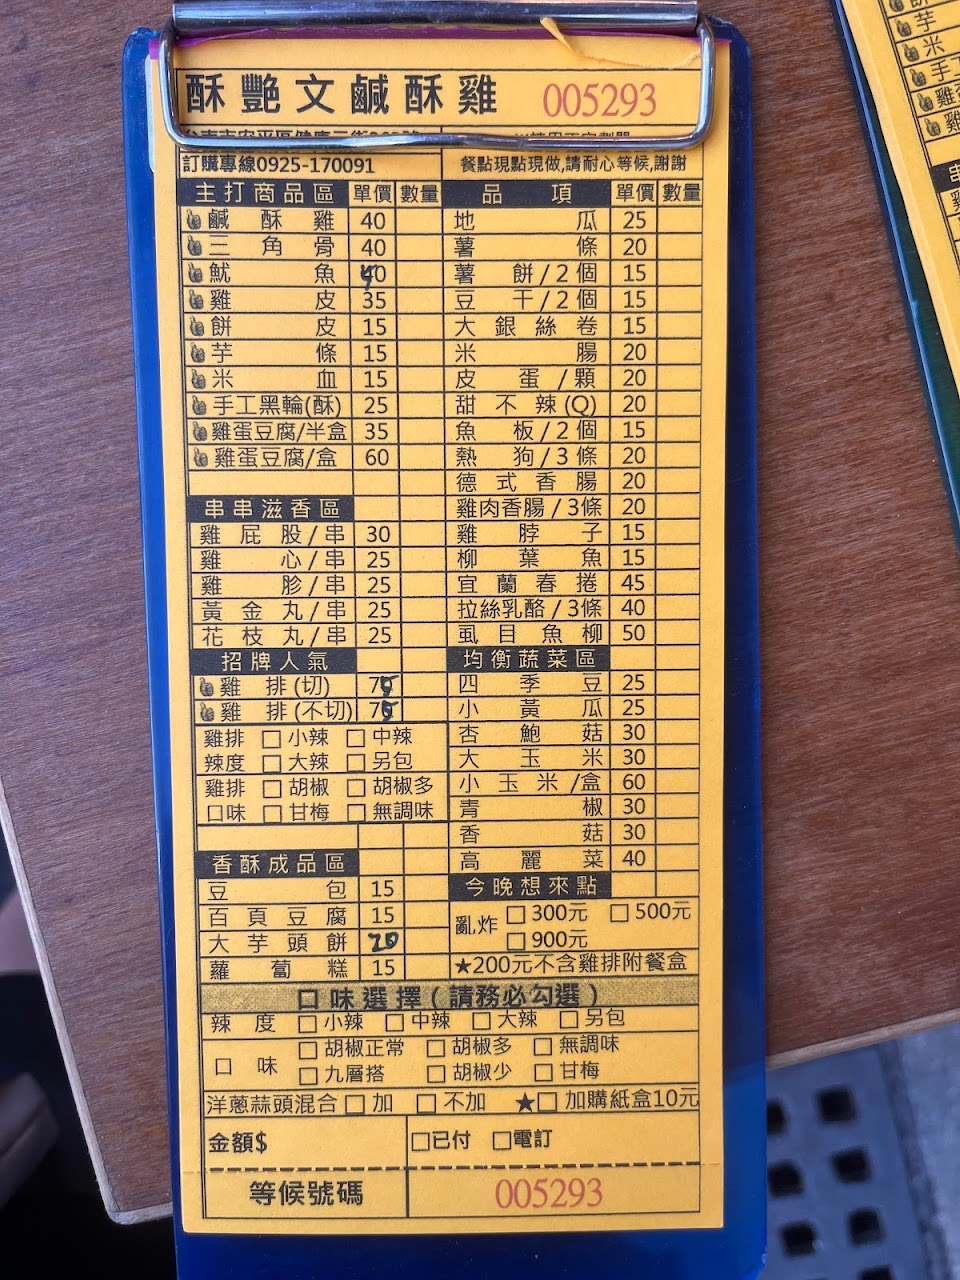 酥艷文鹹酥雞 005293
訂購專線0925-170091
餐點現點現做,請耐心等候,謝謝
主打商品區 單價 數量
鹹酥雞 40
三角骨 40
魷魚
雞皮 35
餅皮 15
芋條 15
米血 15
手工黑輪(酥) 25
雞蛋豆腐/半盒 35
雞蛋豆腐/盒 60
串串滋香區
雞屁股/串 30
雞心/串 25
雞胗/串 25
黃金丸/串 25
花枝丸/串 25
招牌人氣
雞排(切) 75
雞排(不切) 75
雞排 □小辣 □中辣
辣度 □大辣 □另包
雞排 □胡椒 □胡椒多
口味 □甘梅 □無調味
香酥成品區
豆包 15
百頁豆腐 15
大芋頭餅 20
蘿蔔糕 15
品項 單價 數量
地瓜 25
薯條 20
薯餅/2個 15
豆干/2個 15
大銀絲卷 15
米腸 20
皮蛋/顆 20
甜不辣(Q) 20
魚板/2個 15
熱狗/3條 20
德式香腸 20
雞肉香腸/3條 20
雞脖子 15
柳葉魚 15
宜蘭春捲 45
拉絲乳酪/3條 40
虱目魚柳 50
均衡蔬菜區
四季豆 25
小黃瓜 25
杏鮑菇 30
大玉米 30
小玉米/盒 60
青椒 30
香菇 30
高麗菜 40
今晚想來點
亂炸 □300元 □500元
□900元
★200元不含雞排附餐盒
口味選擇(請務必勾選)
辣度 □小辣 □中辣 □大辣 □另包
口味 □胡椒正常 □胡椒多 □無調味
□九層搭 □胡椒少 □甘梅
洋蔥蒜頭混合 □加 □不加 ★□加購紙盒10元
金額$ □已付 □電訂
等候號碼 005293